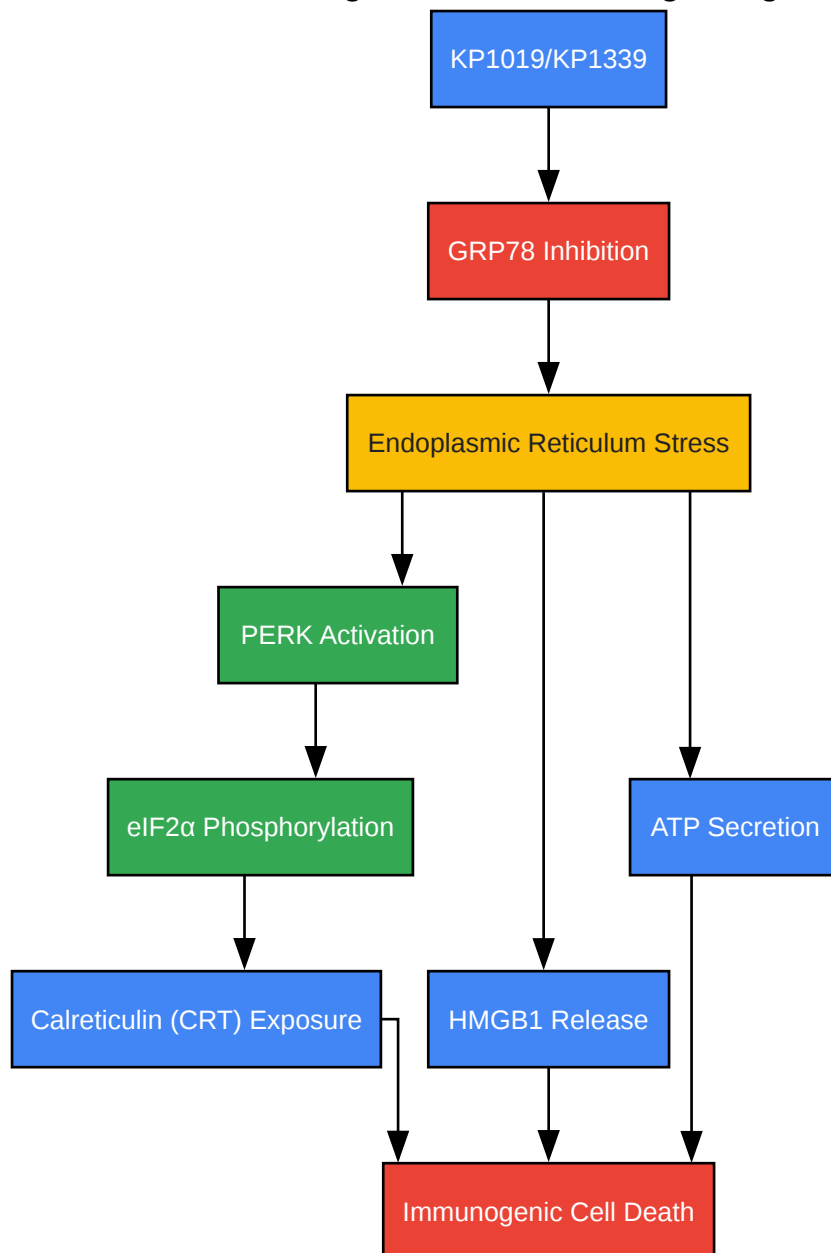 KP1019/KP1339
GRP78 Inhibition
Endoplasmic Reticulum Stress
PERK Activation
eIF2α Phosphorylation
ATP Secretion
Calreticulin (CRT) Exposure
HMGB1 Release
Immunogenic Cell Death